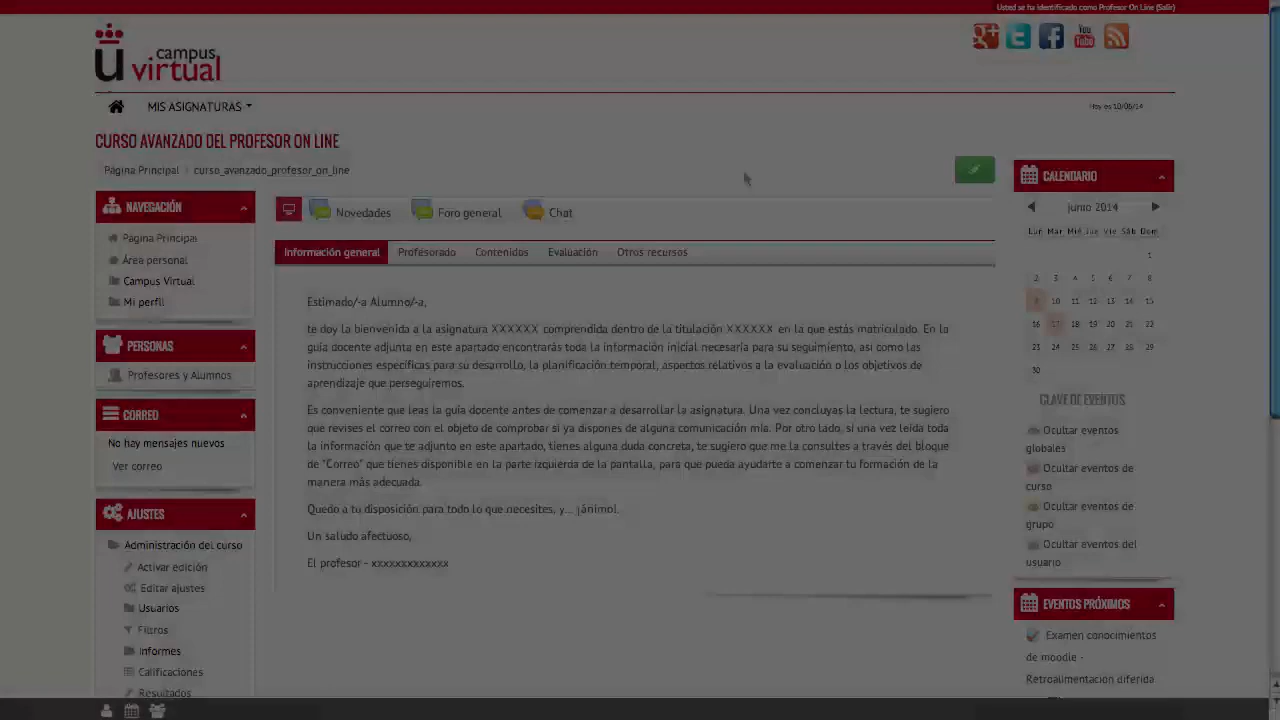 Usted se ha identificado como Profesor On Line (Salir)
campus
virtual
You
Tube
MIS ASIGNATURAS
Hoy es 10/06/14
CURSO AVANZADO DEL PROFESOR ON LINE
Página Principal
curso_avanzado_profesor_on_line
NAVEGACIÓN
Página Principal
Área personal
Campus Virtual
Mi perfil
PERSONAS
Profesores y Alumnos
CORREO
No hay mensajes nuevos
Ver correo
AJUSTES
Administración del curso
Activar edición
Editar ajustes
Usuarios
Filtros
Informes
Calificaciones
Resultados
Novedades
Foro general
Chat
Información general
Profesorado
Contenidos
Evaluación
Otros recursos
Estimado/-a Alumno/-a,
te doy la bienvenida a la asignatura XXXXXX comprendida dentro de la titulación XXXXXX en la que estás matriculado. En la
guía docente adjunta en este apartado encontrarás toda la información inicial necesaria para su seguimiento, así como las
instrucciones específicas para su desarrollo, la planificación temporal, aspectos relativos a la evaluación o los objetivos de
aprendizaje que perseguiremos.
Es conveniente que leas la guía docente antes de comenzar a desarrollar la asignatura. Una vez concluyas la lectura, te sugiero
que revises el correo con el objeto de comprobar si ya dispones de alguna comunicación mía. Por otro lado, si una vez leída toda
la información que te adjunto en este apartado, tienes alguna duda concreta, te sugiero que me la consultes a través del bloque
de "Correo" que tienes disponible en la parte izquierda de la pantalla, para que pueda ayudarte a comenzar tu formación de la
manera más adecuada.
Quedo a tu disposición para todo lo que necesites, y... ¡ánimo!.
Un saludo afectuoso,
El profesor - xxxxxxxxxxxxx
CALENDARIO
junio 2014
Lun Mar Mié Jue Vie Sáb Dom
1
2 3 4 5 6 7 8
9 10 11 12 13 14 15
16 17 18 19 20 21 22
23 24 25 26 27 28 29
30
CLAVE DE EVENTOS
Ocultar eventos
globales
Ocultar eventos de
curso
Ocultar eventos de
grupo
Ocultar eventos del
usuario
EVENTOS PRÓXIMOS
Examen conocimientos
de moodle -
Retroalimentación diferida